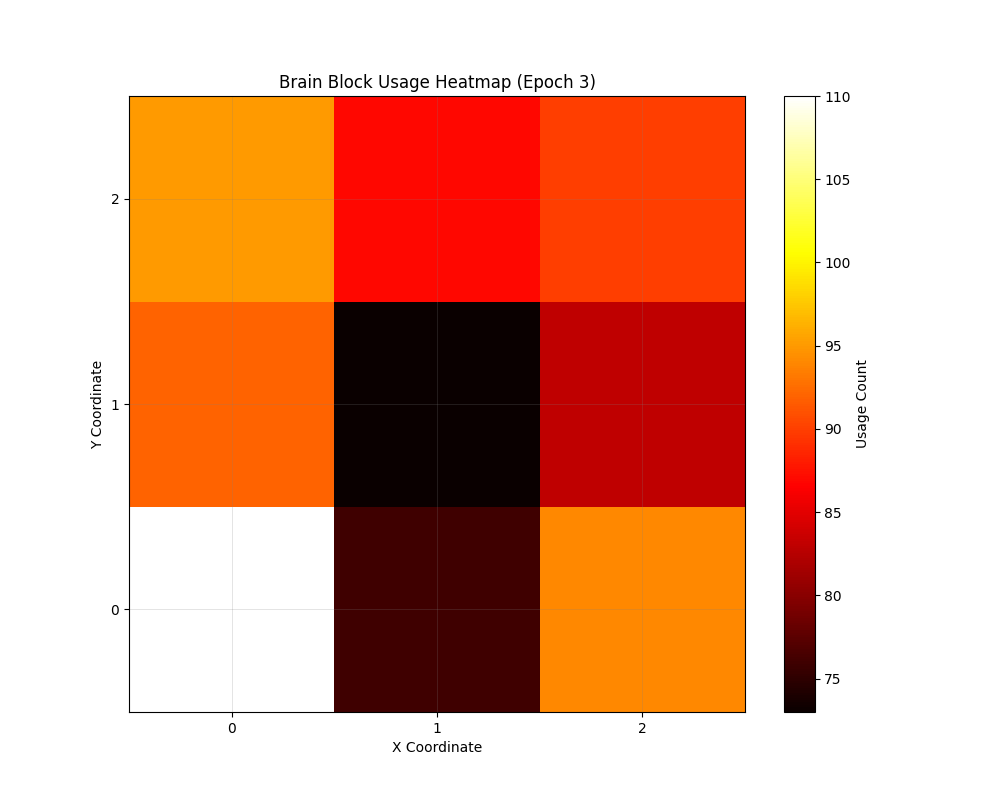 Brain Block Usage Heatmap (Epoch 3)
Y Coordinate
2
1
0
0 1 2
X Coordinate
110
105
100
95
90
85
80
75
Usage Count